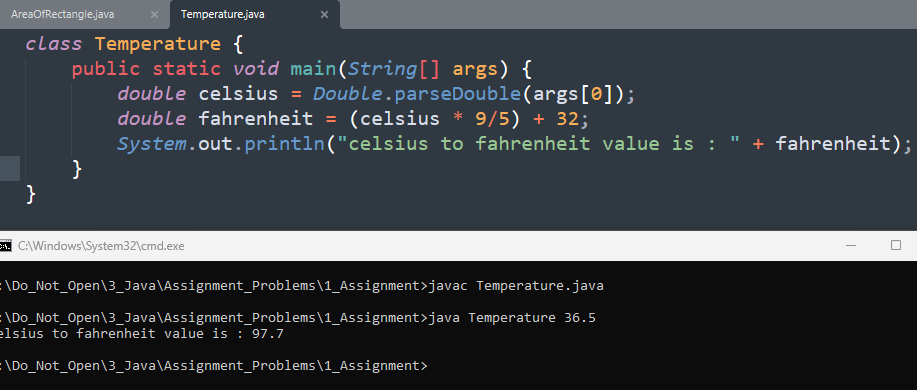 AreaOfRectangle.java × Temperature.java ×
class Temperature {
public static void main(String[] args) {
double celsius = Double.parseDouble(args[0]);
double fahrenheit = (celsius * 9/5) + 32;
System.out.println("celsius to fahrenheit value is : " + fahrenheit);
}
}
C:\Windows\System32\cmd.exe
:\Do_Not_Open\3_Java\Assignment_Problems\1_Assignment>javac Temperature.java
:\Do_Not_Open\3_Java\Assignment_Problems\1_Assignment>java Temperature 36.5
elsius to fahrenheit value is : 97.7
:\Do_Not_Open\3_Java\Assignment_Problems\1_Assignment>